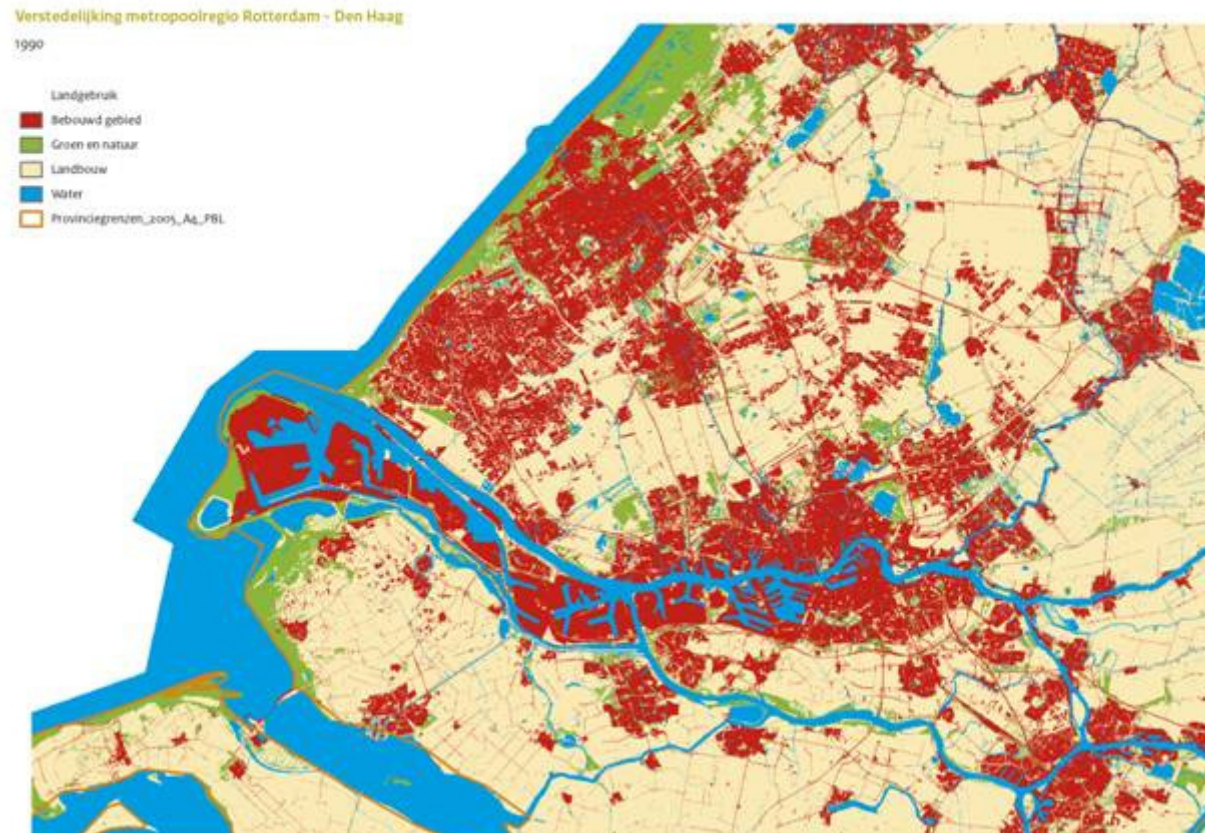 Verstedelijking metropoolregio Rotterdam - Den Haag
1990
Landgebruik
Bebouwd gebied
Groen en natuur
Landbouw
Water
Provinciegrenzen_2005_A4_PBL